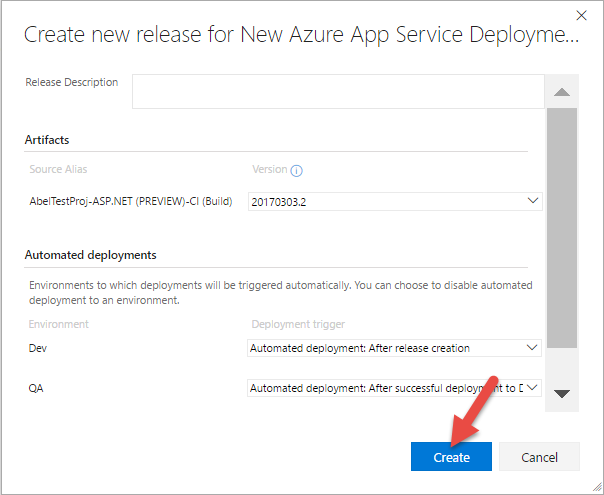 Create new release for New Azure App Service Deployme...
Release Description
Artifacts
Source Alias Version
AbelTestProj-ASP.NET (PREVIEW)-CI (Build) 20170303.2
Automated deployments
Environments to which deployments will be triggered automatically. You can choose to disable automated
deployment to an environment.
Environment Deployment trigger
Dev Automated deployment: After release creation
QA Automated deployment: After successful deployment to D
Create Cancel